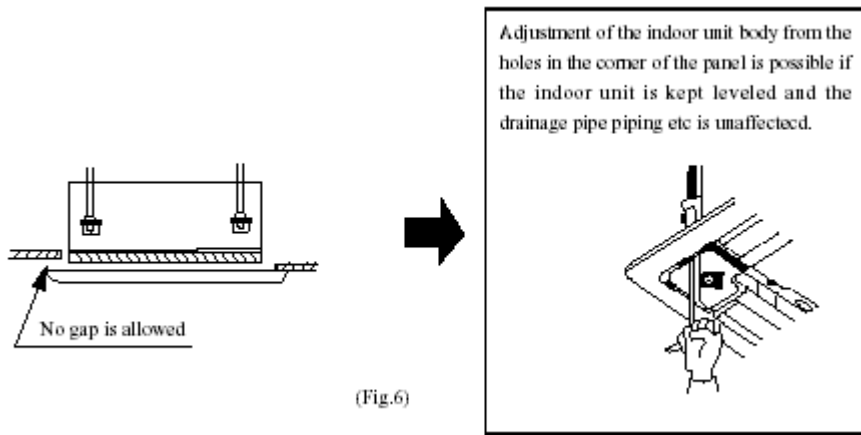 Adjustment of the indoor unit body from the
holes in the corner of the panel is possible if
the indoor unit is kept leveled and the
drainage pipe piping etc is unaffectecd.
No gap is allowed
(Fig.6)